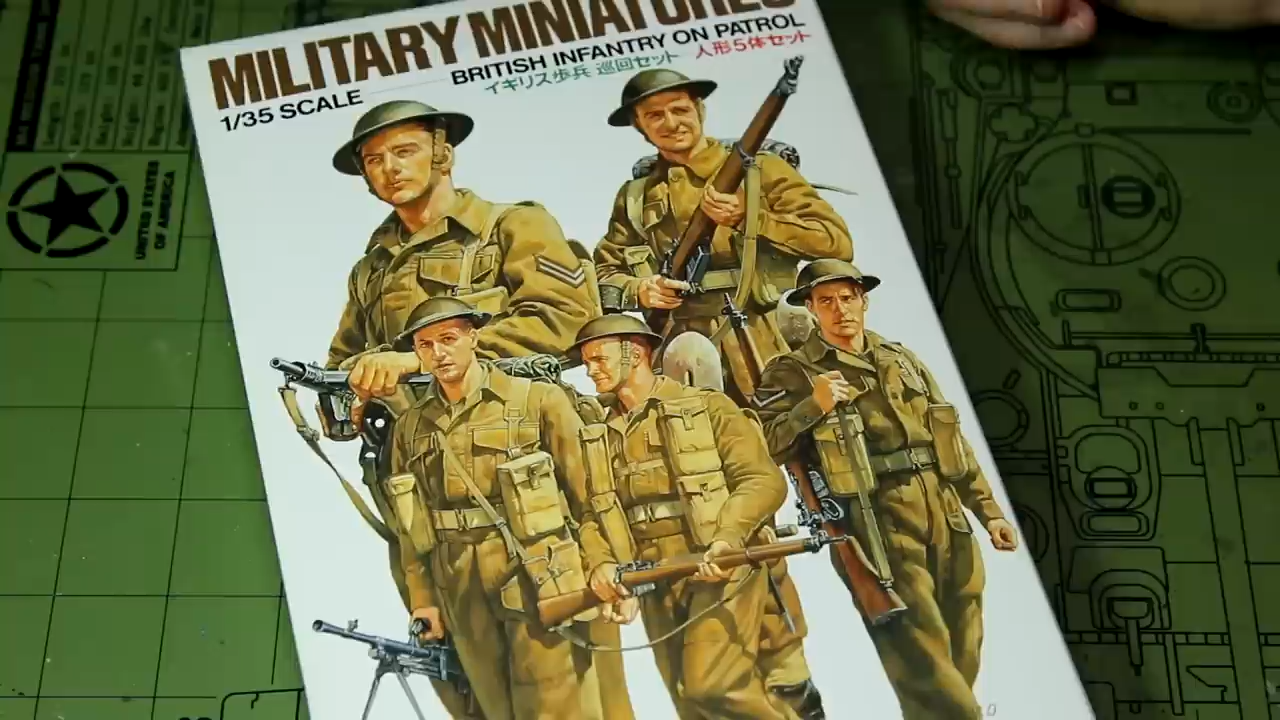 MILITARY MINIATURES
BRITISH INFANTRY ON PATROL
1/35 SCALE
イギリス歩兵 巡回セット 人形5体セット
UNITED STATES
OF AMERICA